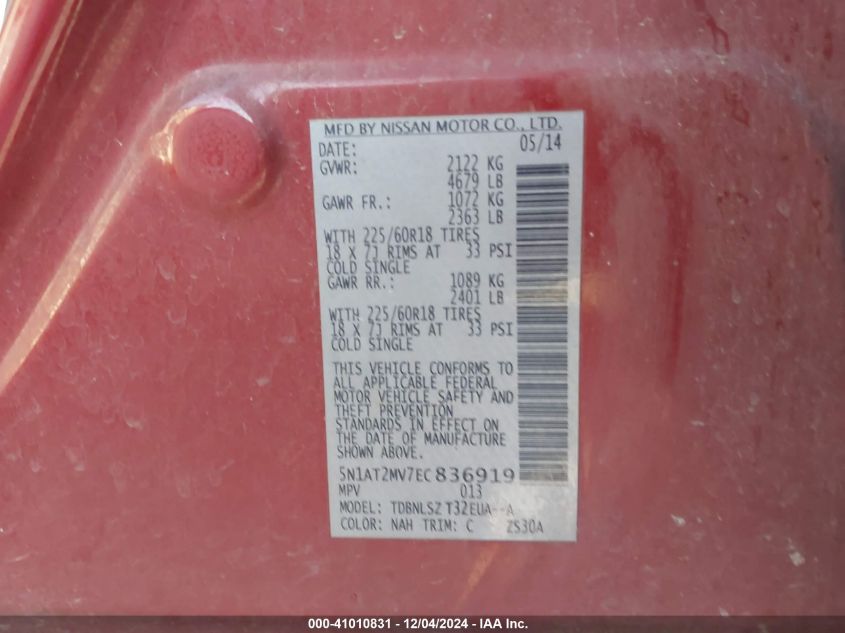 MFD BY NISSAN MOTOR CO., LTD.
DATE: 05/14
GVWR: 2122 KG
4679 LB
GAWR FR.: 1072 KG
2363 LB
WITH 225/60R18 TIRES
18 X 7J RIMS AT 33 PSI
COLD SINGLE
GAWR RR.: 1089 KG
2401 LB
WITH 225/60R18 TIRES
18 X 7J RIMS AT 33 PSI
COLD SINGLE
THIS VEHICLE CONFORMS TO
ALL APPLICABLE FEDERAL
MOTOR VEHICLE SAFETY AND
THEFT PREVENTION
STANDARDS IN EFFECT ON
THE DATE OF MANUFACTURE
SHOWN ABOVE.
5N1AT2MV7EC836919
MPV 013
MODEL: TDBNLSZ T32EUA--A
COLOR: NAH TRIM: C ZS30A
000-41010831 - 12/04/2024 - IAA Inc.